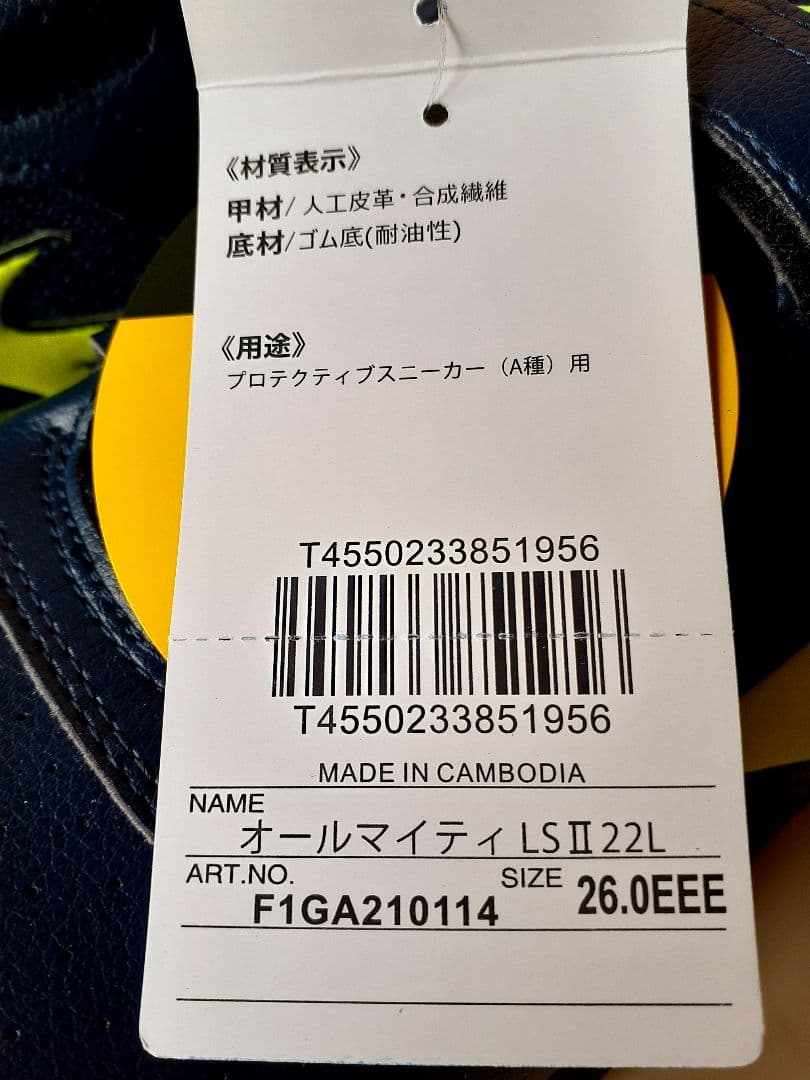 《材質表示》
甲材/人工皮革・合成繊維
底材/ゴム底(耐油性)
《用途》
プロテクティブスニーカー（A種）用
T4550233851956
T4550233851956
MADE IN CAMBODIA
NAME
オールマイティ LSⅡ22L
ART.NO.
F1GA210114
SIZE
26.0EEE